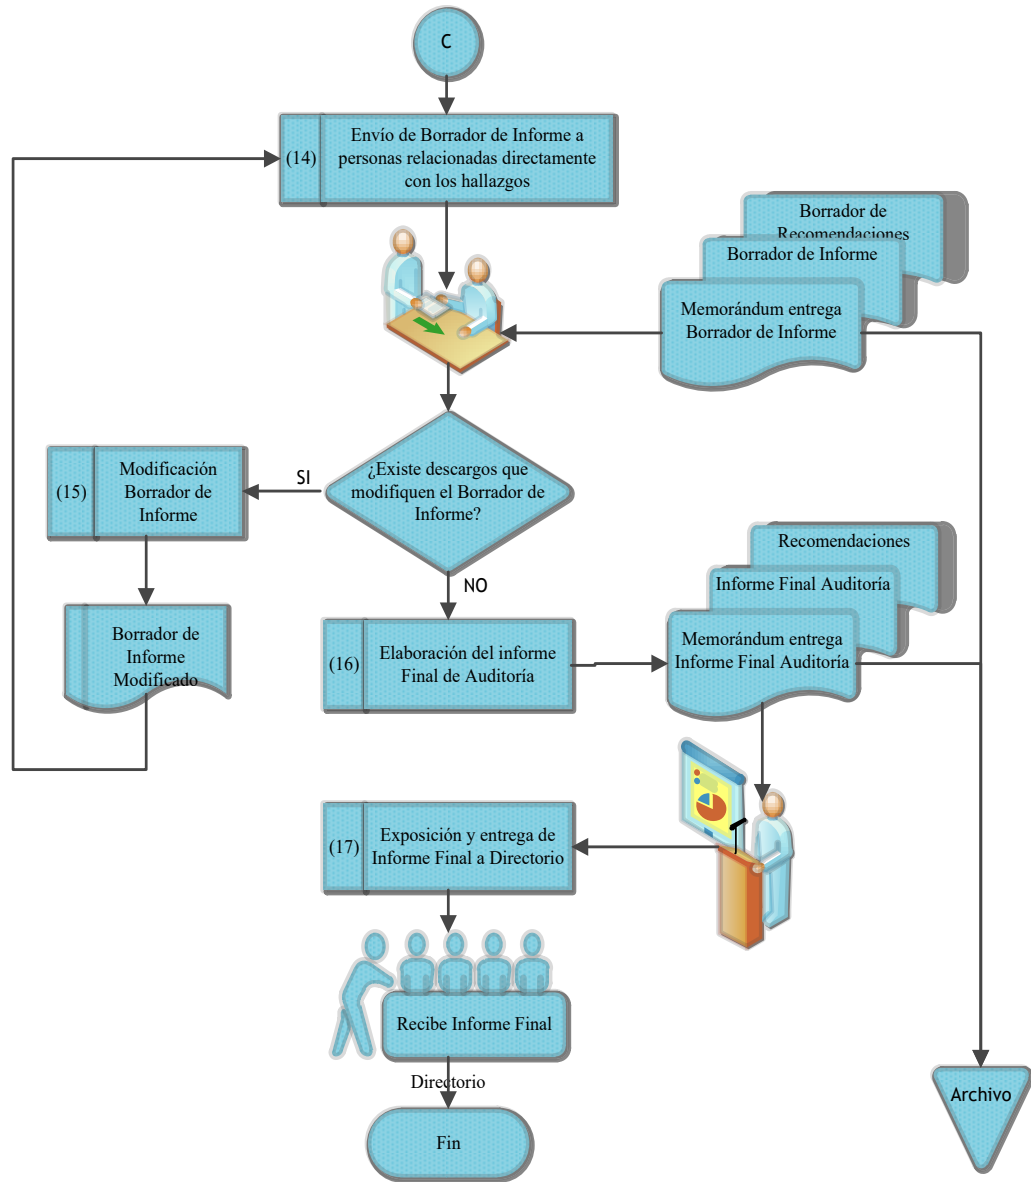 C
(14)
Envío de Borrador de Informe a
personas relacionadas directamente
con los hallazgos
Borrador de
Recomendaciones
Borrador de Informe
Memorándum entrega
Borrador de Informe
¿Existe descargos que
modifiquen el Borrador de
Informe?
SI
(15)
Modificación
Borrador de
Informe
NO
Borrador de
Informe
Modificado
(16)
Elaboración del informe
Final de Auditoría
Recomendaciones
Informe Final Auditoría
Memorándum entrega
Informe Final Auditoría
(17)
Exposición y entrega de
Informe Final a Directorio
Recibe Informe Final
Directorio
Fin
Archivo